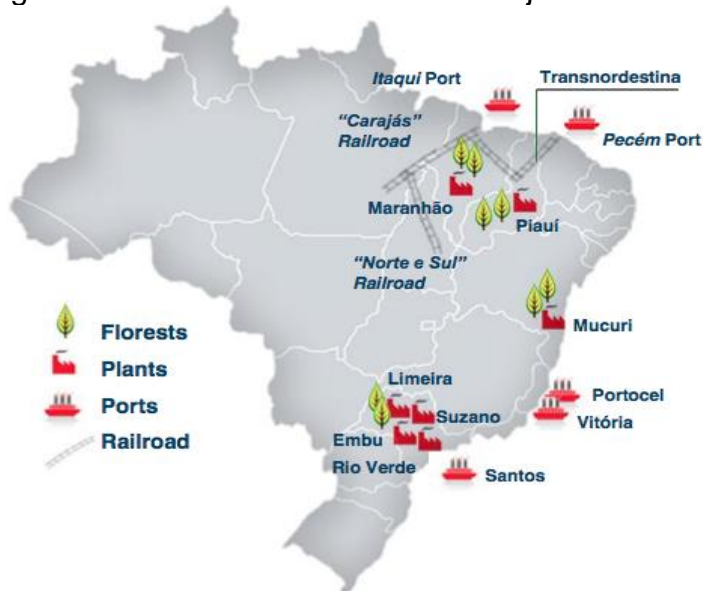 Itaqui Port
Transnordestina
"Carajás"
Railroad
Pecém Port
Maranhão
Piauí
"Norte e Sul"
Railroad
Florests
Plants
Ports
Railroad
Mucuri
Limeira
Suzano
Embu
Rio Verde
Portocel
Vitória
Santos